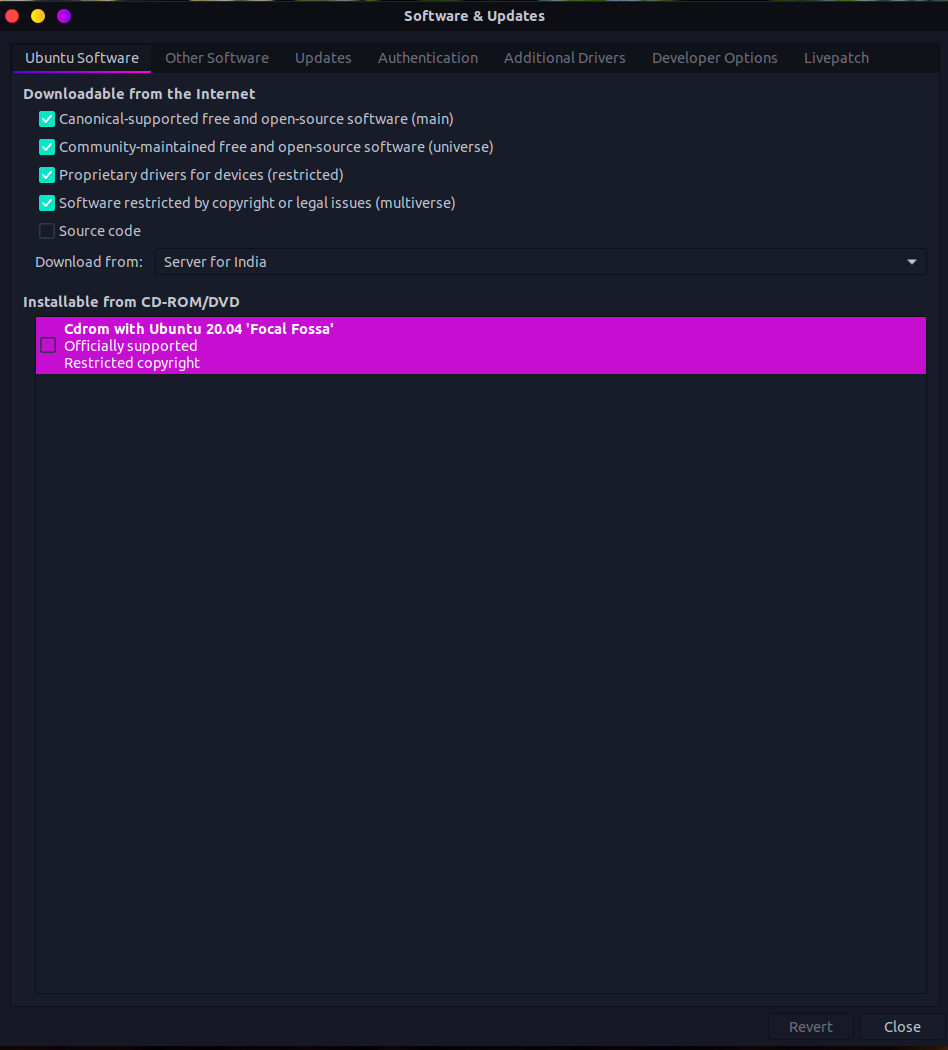 Software & Updates
Ubuntu Software Other Software Updates Authentication Additional Drivers Developer Options Livepatch
Downloadable from the Internet
Canonical-supported free and open-source software (main)
Community-maintained free and open-source software (universe)
Proprietary drivers for devices (restricted)
Software restricted by copyright or legal issues (multiverse)
Source code
Download from: Server for India
Installable from CD-ROM/DVD
Cdrom with Ubuntu 20.04 'Focal Fossa'
Officially supported
Restricted copyright
Revert Close